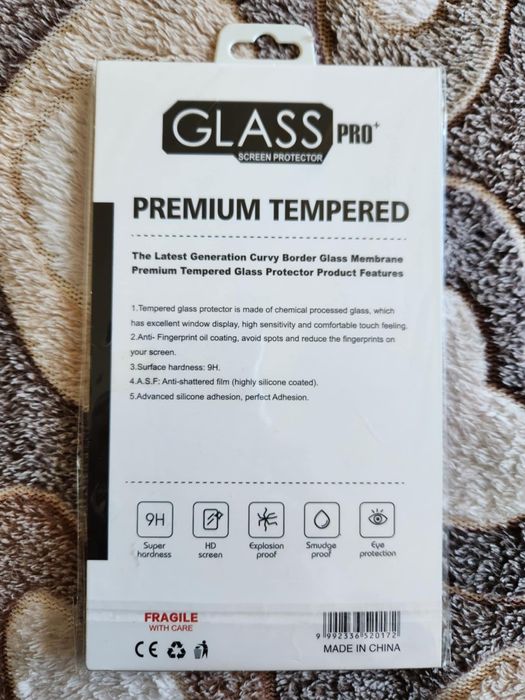 GLASS PRO+
SCREEN PROTECTOR
PREMIUM TEMPERED
The Latest Generation Curvy Border Glass Membrane
Premium Tempered Glass Protector Product Features
1.Tempered glass protector is made of chemical processed glass, which
has excellent window display, high sensitivity and comfortable touch feeling.
2.Anti- Fingerprint oil coating, avoid spots and reduce the fingerprints on
your screen.
3.Surface hardness: 9H.
4.A.S.F: Anti-shattered film (highly silicone coated).
5.Advanced silicone adhesion, perfect Adhesion.
9H
Super
hardness
HD
screen
Explosion
proof
Smudge
proof
Eye
protection
FRAGILE
WITH CARE
CE
9 992336 520172
MADE IN CHINA